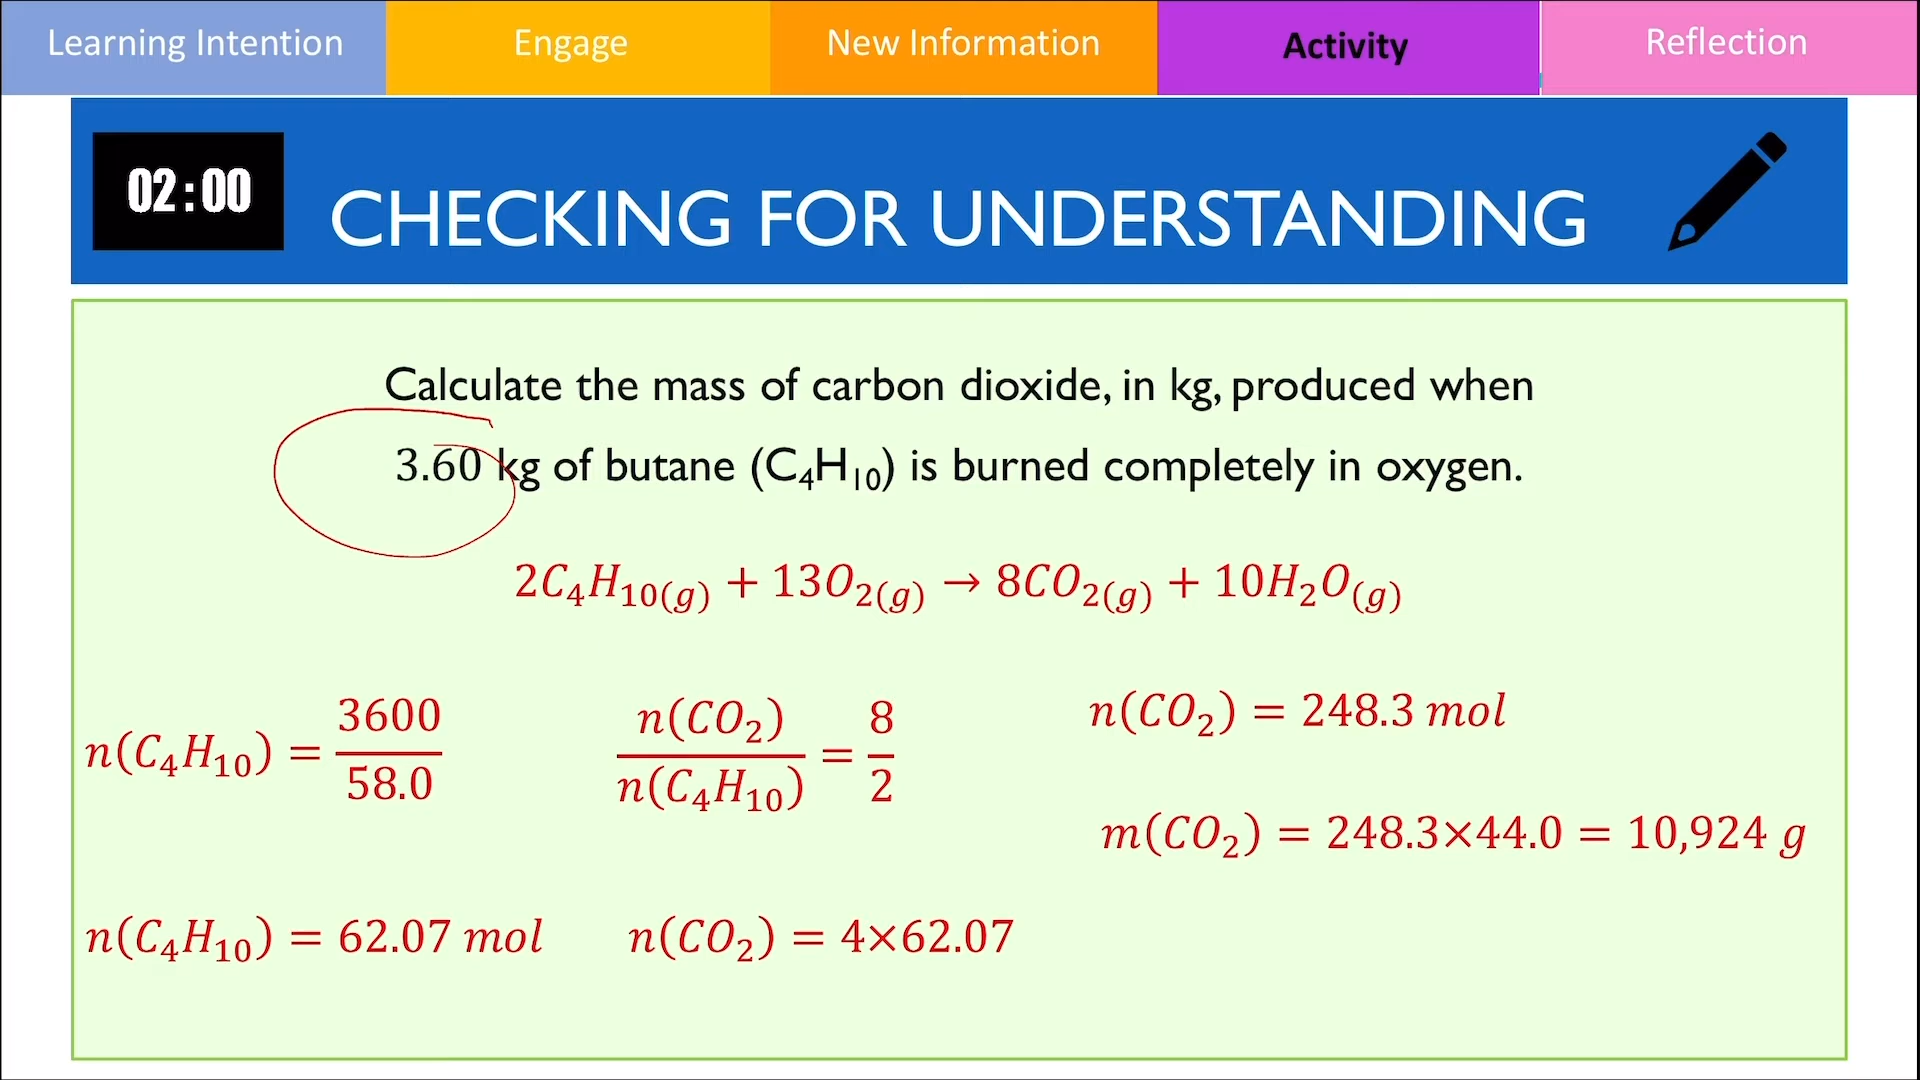 Learning Intention
Engage
New Information
Activity
Reflection
02:00
CHECKING FOR UNDERSTANDING
Calculate the mass of carbon dioxide, in kg, produced when
3.60 kg of butane (C₄H₁₀) is burned completely in oxygen.
2C₄H₁₀(g) + 13O₂(g) → 8CO₂(g) + 10H₂O(g)
n(C₄H₁₀) = 3600/58.0
n(CO₂)/n(C₄H₁₀) = 8/2
n(CO₂) = 248.3 mol
m(CO₂) = 248.3×44.0 = 10,924 g
n(C₄H₁₀) = 62.07 mol
n(CO₂) = 4×62.07